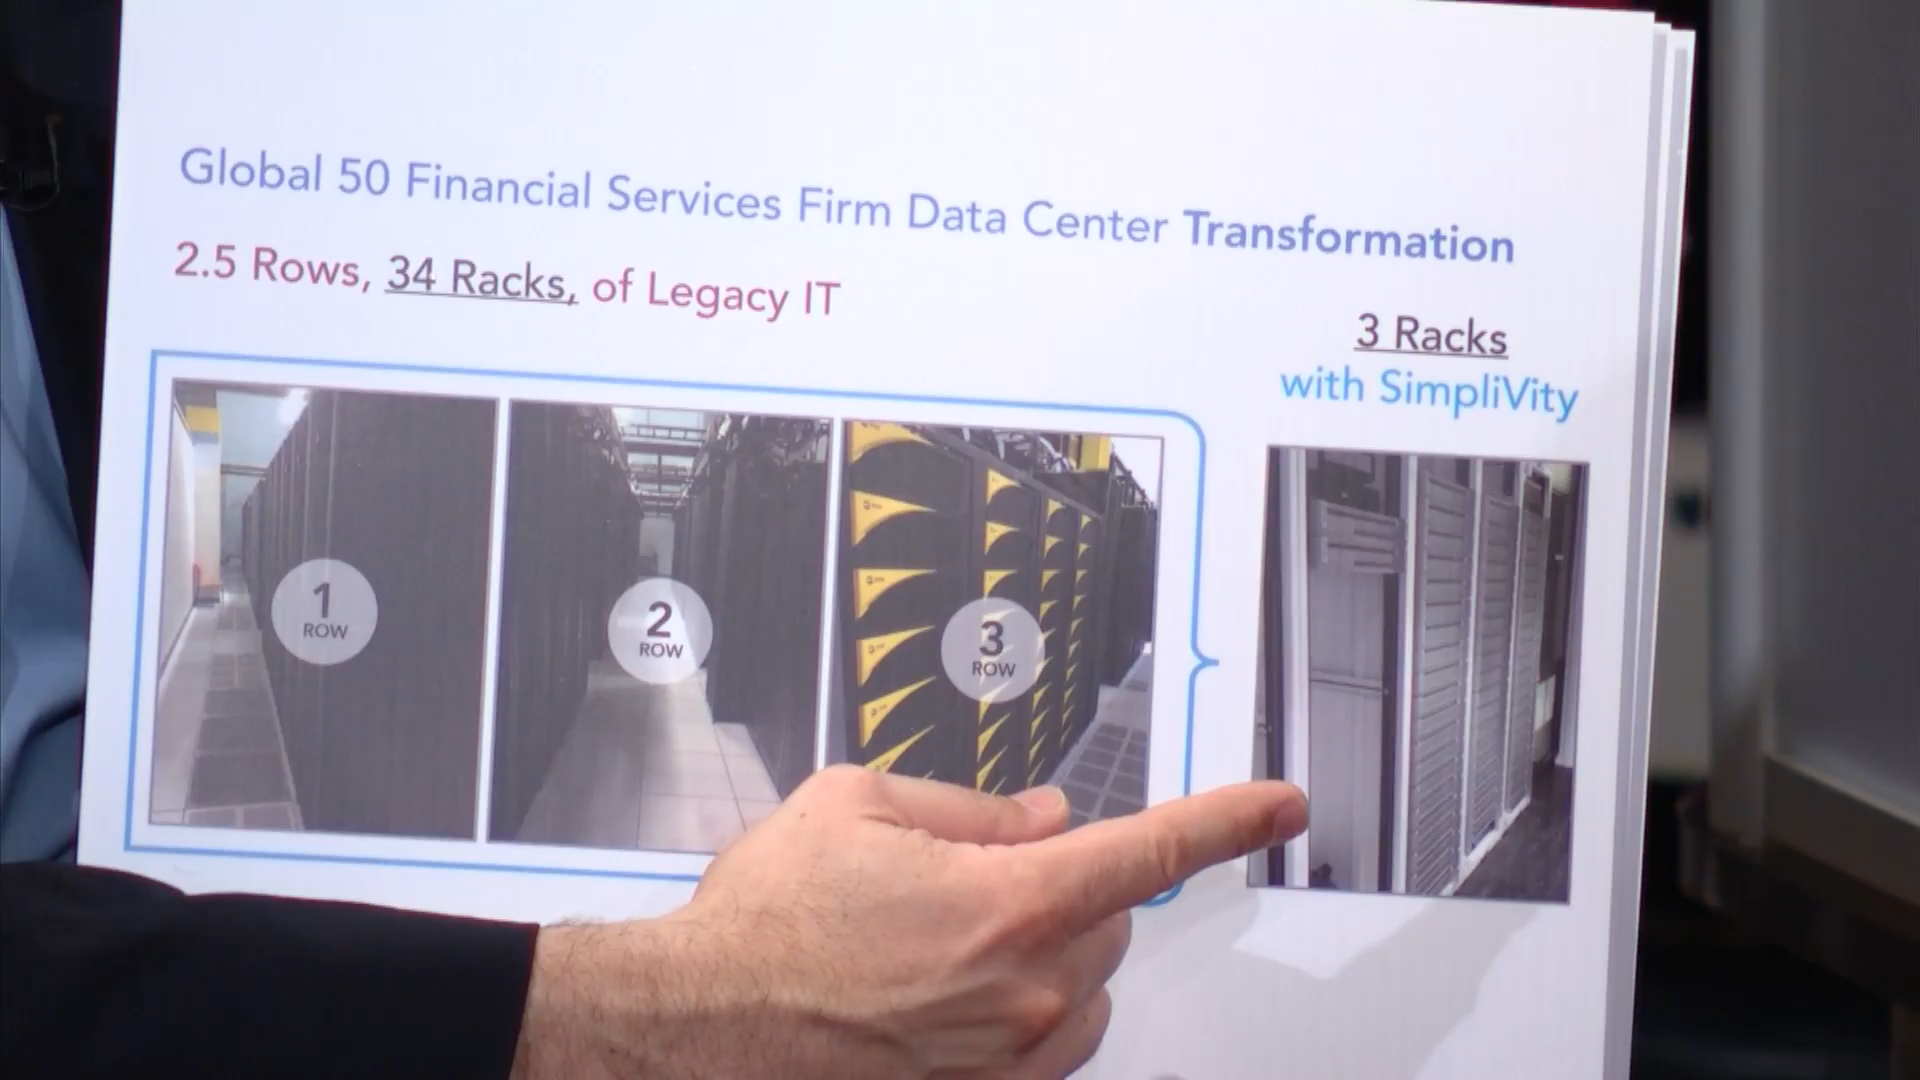 Global 50 Financial Services Firm Data Center Transformation
2.5 Rows, 34 Racks, of Legacy IT
3 Racks
with SimpliVity
1
ROW
2
ROW
3
ROW